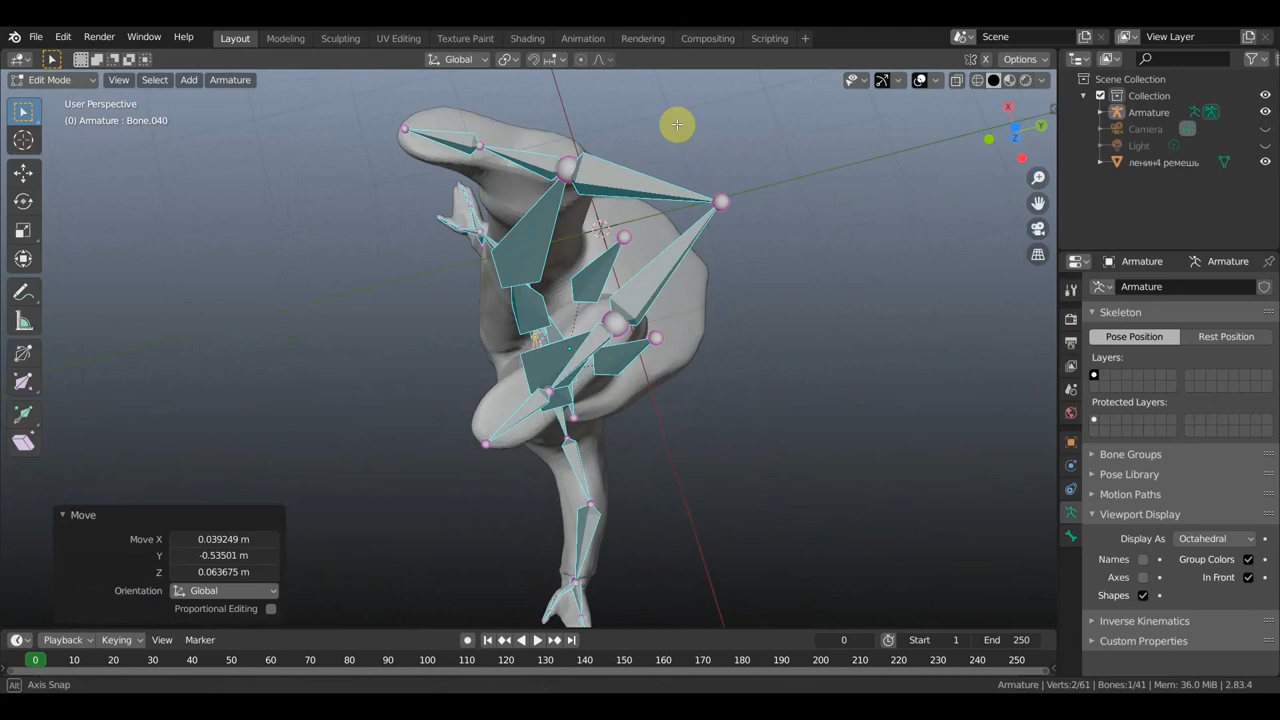 File Edit Render Window Help Layout Modeling Sculpting UV Editing Texture Paint Shading Animation Rendering Compositing Scripting + Scene View Layer
Global X Options
Edit Mode View Select Add Armature
User Perspective
(0) Armature : Bone.040
Y
Z
Scene Collection
Collection
Armature
Camera
Light
ленин4 ремешь
Armature Armature
Armature
Skeleton
Pose Position Rest Position
Layers:
Protected Layers:
Bone Groups
Pose Library
Motion Paths
Viewport Display
Display As Octahedral
Names Group Colors
Axes In Front
Shapes
Inverse Kinematics
Custom Properties
Move
Move X 0.039249 m
Y -0.53501 m
Z 0.063675 m
Orientation Global
Proportional Editing
Playback Keying View Marker 0 Start 1 End 250
0 10 20 30 40 50 60 70 80 90 100 110 120 130 140 150 160 170 180 190 200 210 220 230 240 250
Alt Axis Snap Armature | Verts:2/61 | Bones:1/41 | Mem: 36.0 MiB | 2.83.4